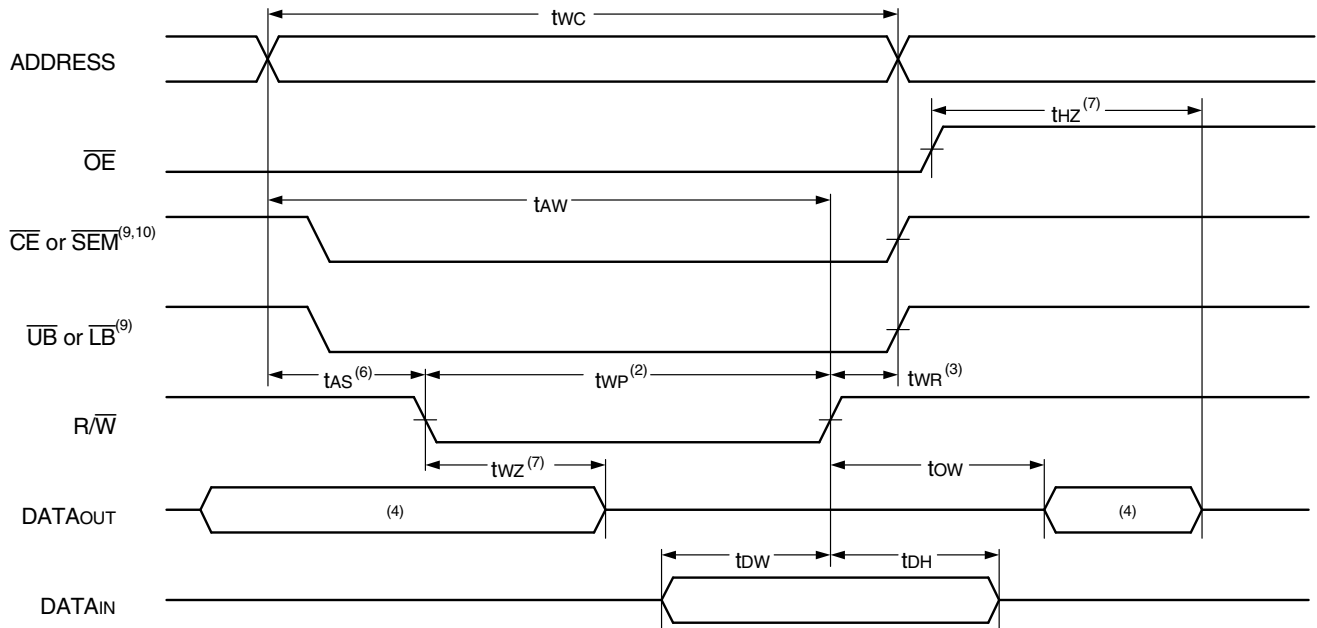 tWC
ADDRESS
tHZ(7)
OE
tAW
CE or SEM(9,10)
UB or LB(9)
tAS(6) tWP(2) tWR(3)
R/W
tWZ(7) tOW
DATAOUT (4) (4)
tDW tDH
DATAIN